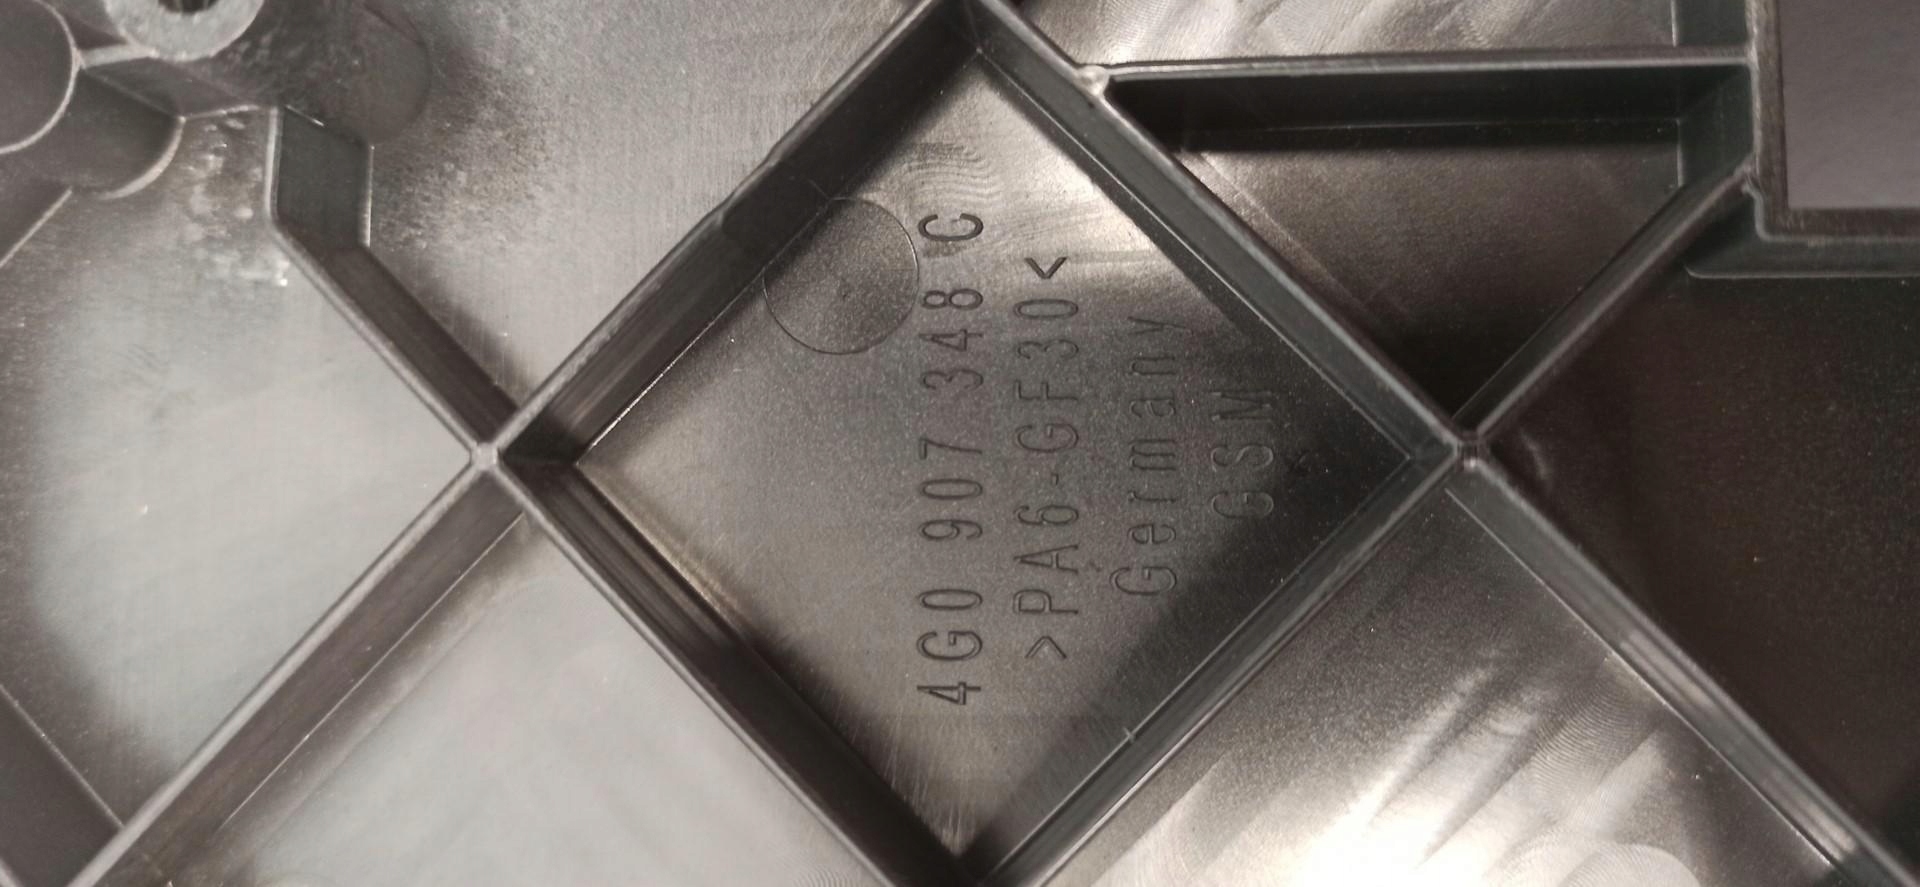 4G0 907 348 C
>PA6-GF30<
Germany
GSM